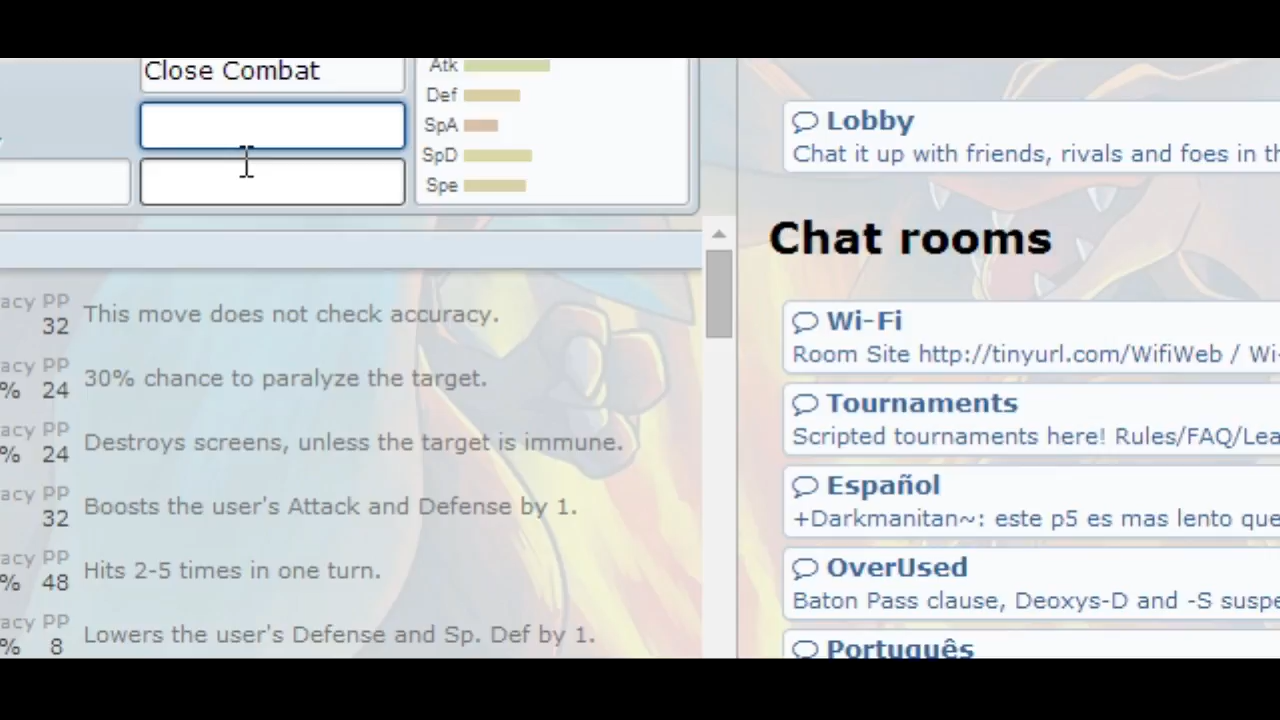 Close Combat
Atk
Def
SpA
SpD
Spe
acy PP
32
This move does not check accuracy.
acy PP
% 24
30% chance to paralyze the target.
acy PP
% 24
Destroys screens, unless the target is immune.
acy PP
32
Boosts the user's Attack and Defense by 1.
acy PP
% 48
Hits 2-5 times in one turn.
acy PP
% 8
Lowers the user's Defense and Sp. Def by 1.
Lobby
Chat it up with friends, rivals and foes in th
Chat rooms
Wi-Fi
Room Site http://tinyurl.com/WifiWeb / Wi-
Tournaments
Scripted tournaments here! Rules/FAQ/Lea
Español
+Darkmanitan~: este p5 es mas lento que
OverUsed
Baton Pass clause, Deoxys-D and -S suspe
Português